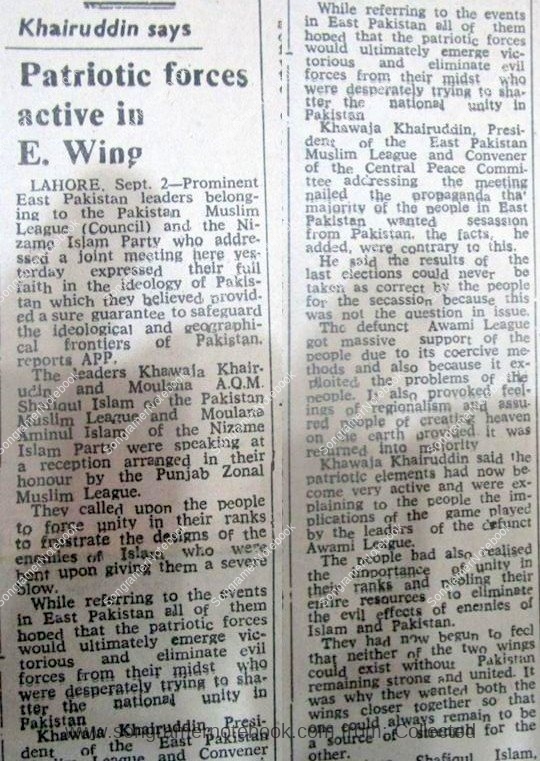 Khairuddin says
Patriotic forces
active in
E. Wing
LAHORE, Sept. 2—Prominent
East Pakistan leaders belong-
ing to the Pakistan Muslim
League (Council) and the Ni-
zame Islam Party who addre-
ssed a joint meeting here yes-
terday expressed their full
faith in the ideology of Pakis-
tan which they believed provid-
ed a sure guarantee to safeguard
the ideological and geographi-
cal frontiers of Pakistan.
reports APP.
The leaders Khawaja Khair-
udin and Moulana A.Q.M.
Shafiqul Islam of the Pakistan
Muslim League and Moulana
Aminul Islam of the Nizame
Islam Party were speaking at
a reception arranged in their
honour by the Punjab Zonal
Muslim League.
They called upon the people
to forge unity in their ranks
to frustrate the designs of the
enemies of Islam who were
bent upon giving them a severe
blow.
While referring to the events
in East Pakistan all of them
hoped that the patriotic forces
would ultimately emerge vic-
torious and eliminate evil
forces from their midst who
were desperately trying to sha-
tter the national unity in
Pakistan
Khawaja Khairuddin, Presi-
dent of the East Pakistan
League and Convener
While referring to the events
in East Pakistan all of them
hoped that the patriotic forces
would ultimately emerge vic-
torious and eliminate evil
forces from their midst who
were desperately trying to sha-
tter the national unity in
Pakistan
Khawaja Khairuddin, Presi-
dent of the East Pakistan
Muslim League and Convener
of the Central Peace Commi-
ttee addressing the meeting
nailed the propaganda that
majority of the people in East
Pakistan wanted sesassion
from Pakistan, the facts, he
added, were contrary to this.
He said the results of the
last elections could never be
taken as correct by the people
for the secassion because this
was not the question in issue.
The defunct Awami League
got massive support of the
people due to its coercive me-
thods and also because it ex-
ploited the problems of the
people. It also provoked feel-
ings of regionalism and assu-
red people of creating heaven
on the earth provided it was
returned into majority
Khawaja Khairuddin said the
patriotic elements had now be-
come very active and were ex-
plaining to the people the im-
plications of the game played
by the leaders of the defunct
Awami League.
The people had also realised
the importance of unity in
their ranks and pooling their
entire resources to eliminate
the evil effects of enemies of
Islam and Pakistan.
They had now begun to feel
that neither of the two wings
could exist without Pakistan
remaining strong and united. It
was why they wanted both the
wings closer together so that
one could always remain to be
a source of strength for the
other.
Shafiqul Islam,